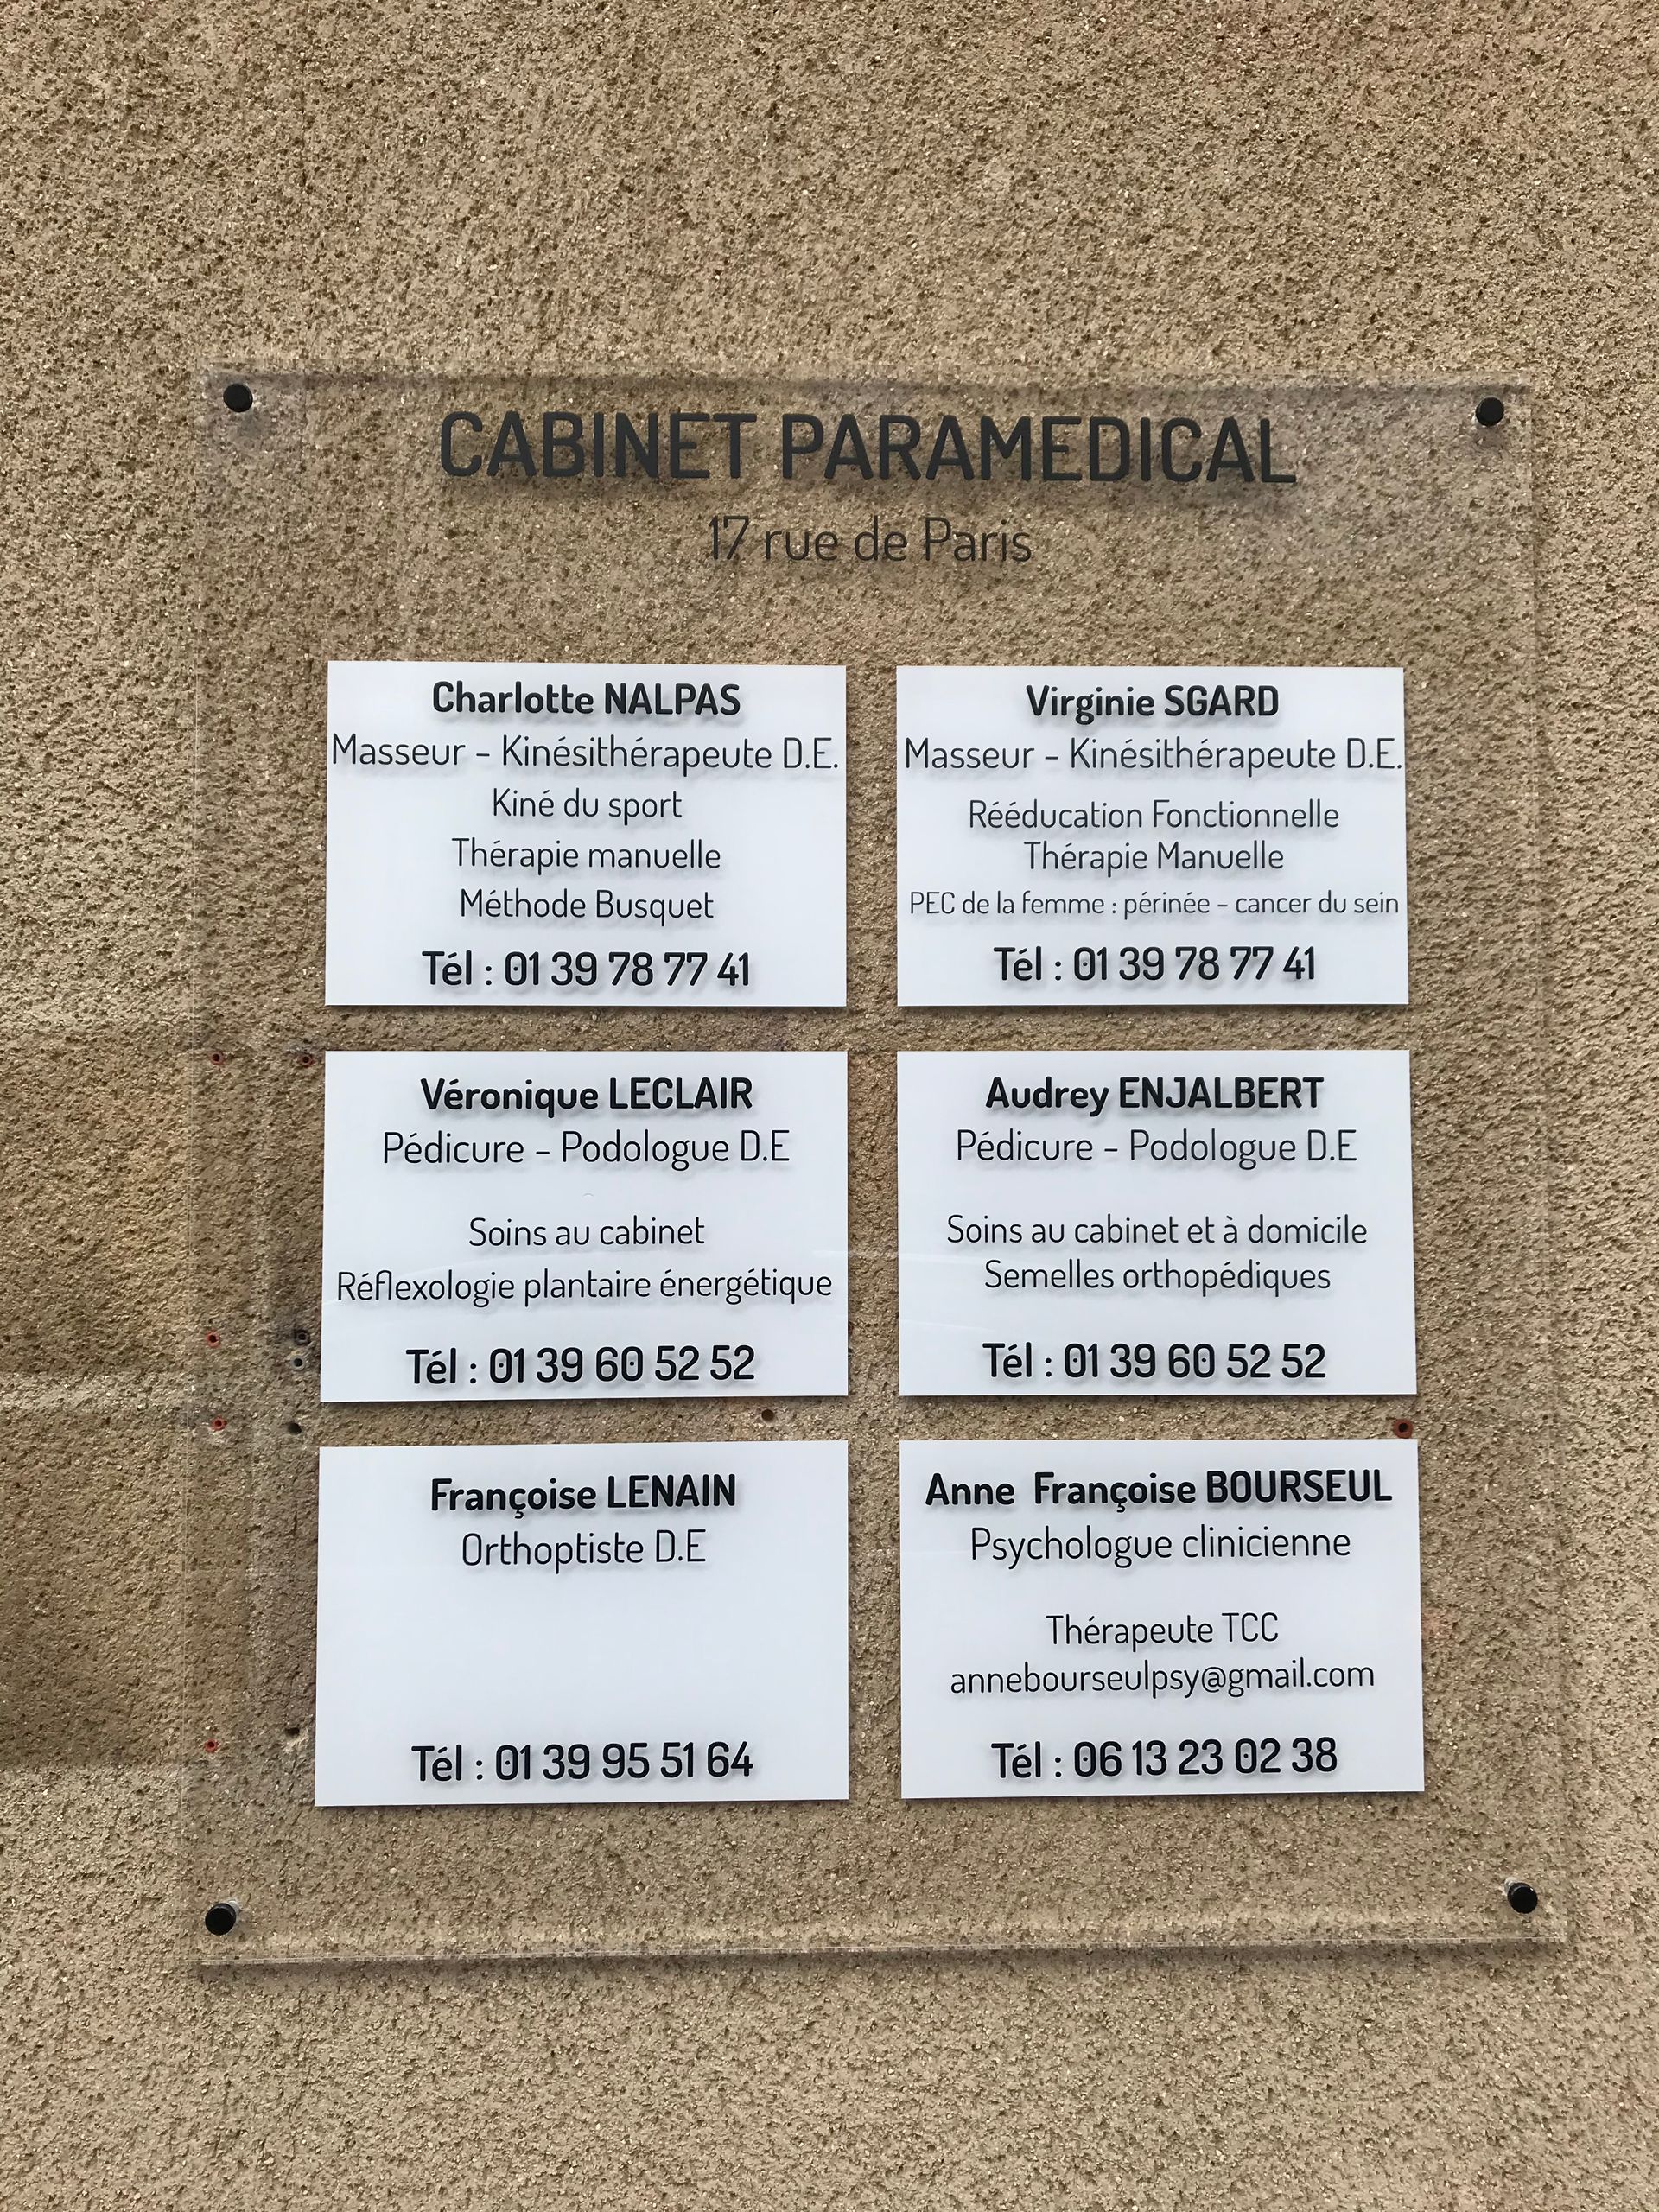 CABINET PARAMEDICAL
17 rue de Paris
Charlotte NALPAS
Masseur - Kinésithérapeute D.E.
Kiné du sport
Thérapie manuelle
Méthode Busquet
Tél : 01 39 78 77 41
Virginie SGARD
Masseur - Kinésithérapeute D.E.
Rééducation Fonctionnelle
Thérapie Manuelle
PEC de la femme : périnée - cancer du sein
Tél : 01 39 78 77 41
Véronique LECLAIR
Pédicure - Podologue D.E
Soins au cabinet
Réflexologie plantaire énergétique
Tél : 01 39 60 52 52
Audrey ENJALBERT
Pédicure - Podologue D.E
Soins au cabinet et à domicile
Semelles orthopédiques
Tél : 01 39 60 52 52
Françoise LENAIN
Orthoptiste D.E
Tél : 01 39 95 51 64
Anne Françoise BOURSEUL
Psychologue clinicienne
Thérapeute TCC
annebourseulpsy@gmail.com
Tél : 06 13 23 02 38